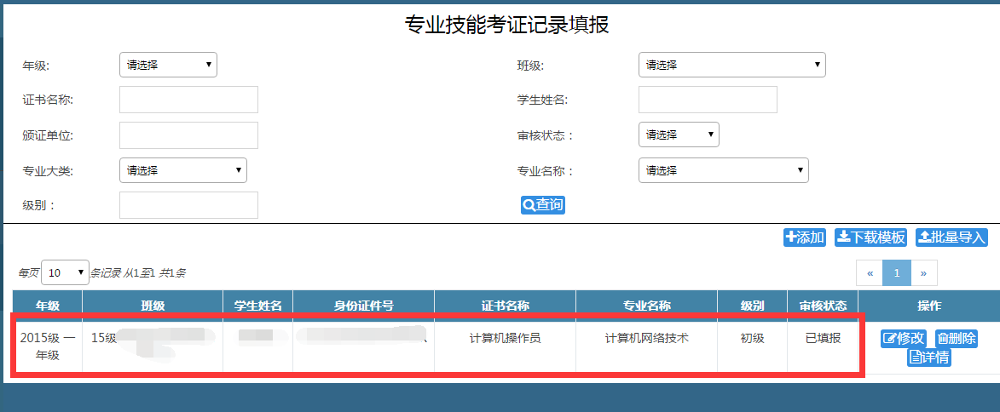 专业技能考证记录填报
年级: 请选择 班级: 请选择
证书名称: 学生姓名:
颁证单位: 审核状态： 请选择
专业大类: 请选择 专业名称： 请选择
级别： 查询
添加 下载模板 批量导入
每页 10 条记录 从1至1 共1条 « 1 »
年级 班级 学生姓名 身份证件号 证书名称 专业名称 级别 审核状态 操作
2015级 一 15级 计算机操作员 计算机网络技术 初级 已填报 修改 删除
年级 详情